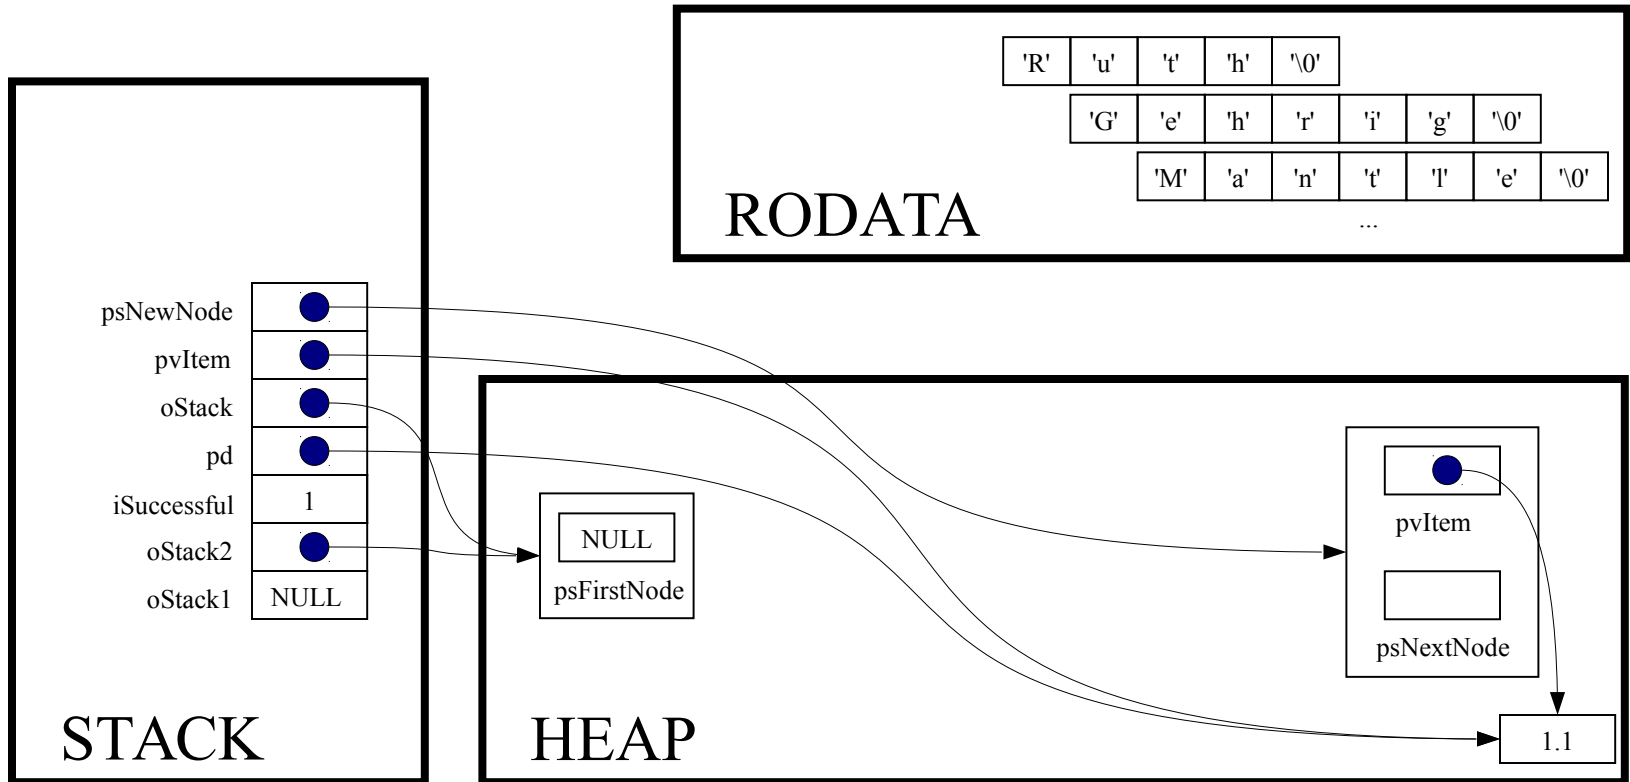 'R' 'u' 't' 'h' '\0'
'G' 'e' 'h' 'r' 'i' 'g' '\0'
'M' 'a' 'n' 't' 'l' 'e' '\0'
...
RODATA
psNewNode
pvItem
oStack
pd
iSuccessful 1
oStack2
oStack1 NULL
STACK
NULL
psFirstNode
pvItem
psNextNode
1.1
HEAP